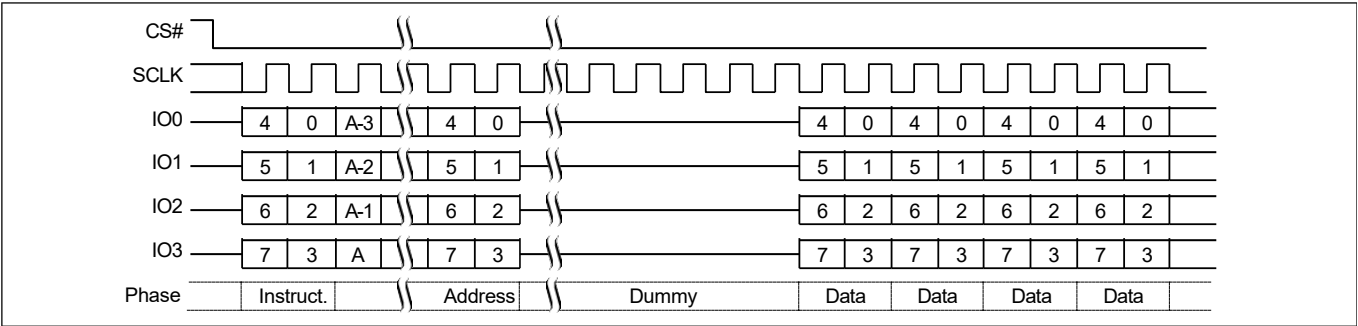 CS#
SCLK
IO0 4 0 A-3 4 0 4 0 4 0 4 0 4 0
IO1 5 1 A-2 5 1 5 1 5 1 5 1 5 1
IO2 6 2 A-1 6 2 6 2 6 2 6 2 6 2
IO3 7 3 A 7 3 7 3 7 3 7 3 7 3
Phase Instruct. Address Dummy Data Data Data Data